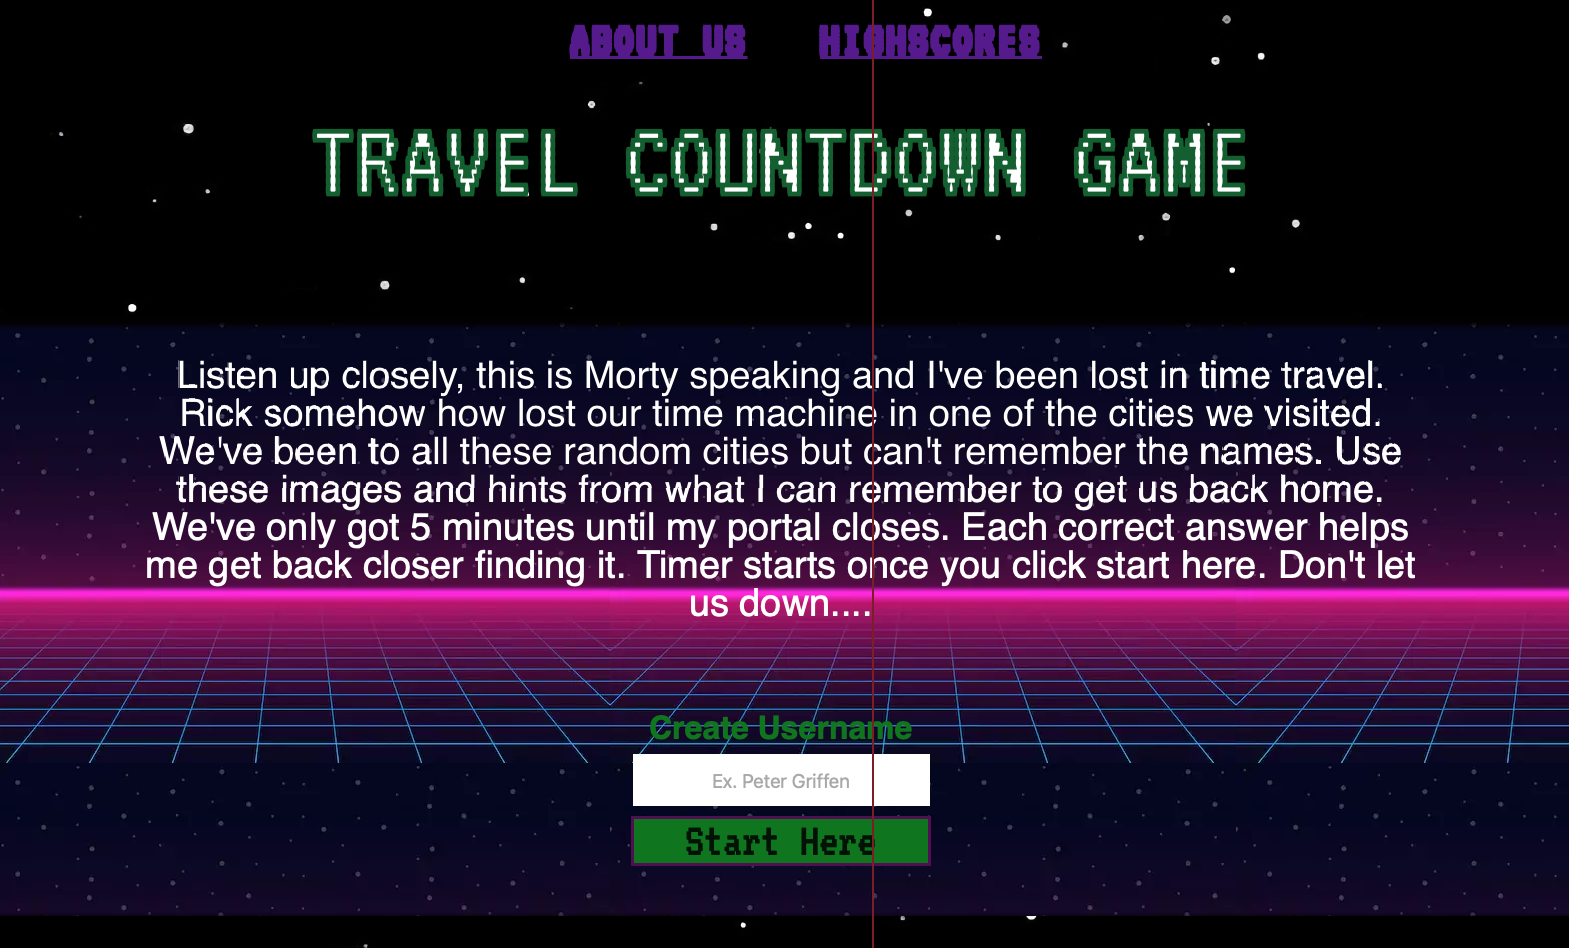 ABOUT US HIGHSCORES
TRAVEL COUNTDOWN GAME
Listen up closely, this is Morty speaking and I've been lost in time travel.
Rick somehow how lost our time machine in one of the cities we visited.
We've been to all these random cities but can't remember the names. Use
these images and hints from what I can remember to get us back home.
We've only got 5 minutes until my portal closes. Each correct answer helps
me get back closer finding it. Timer starts once you click start here. Don't let
us down....
Create Username
Ex. Peter Griffen
Start Here